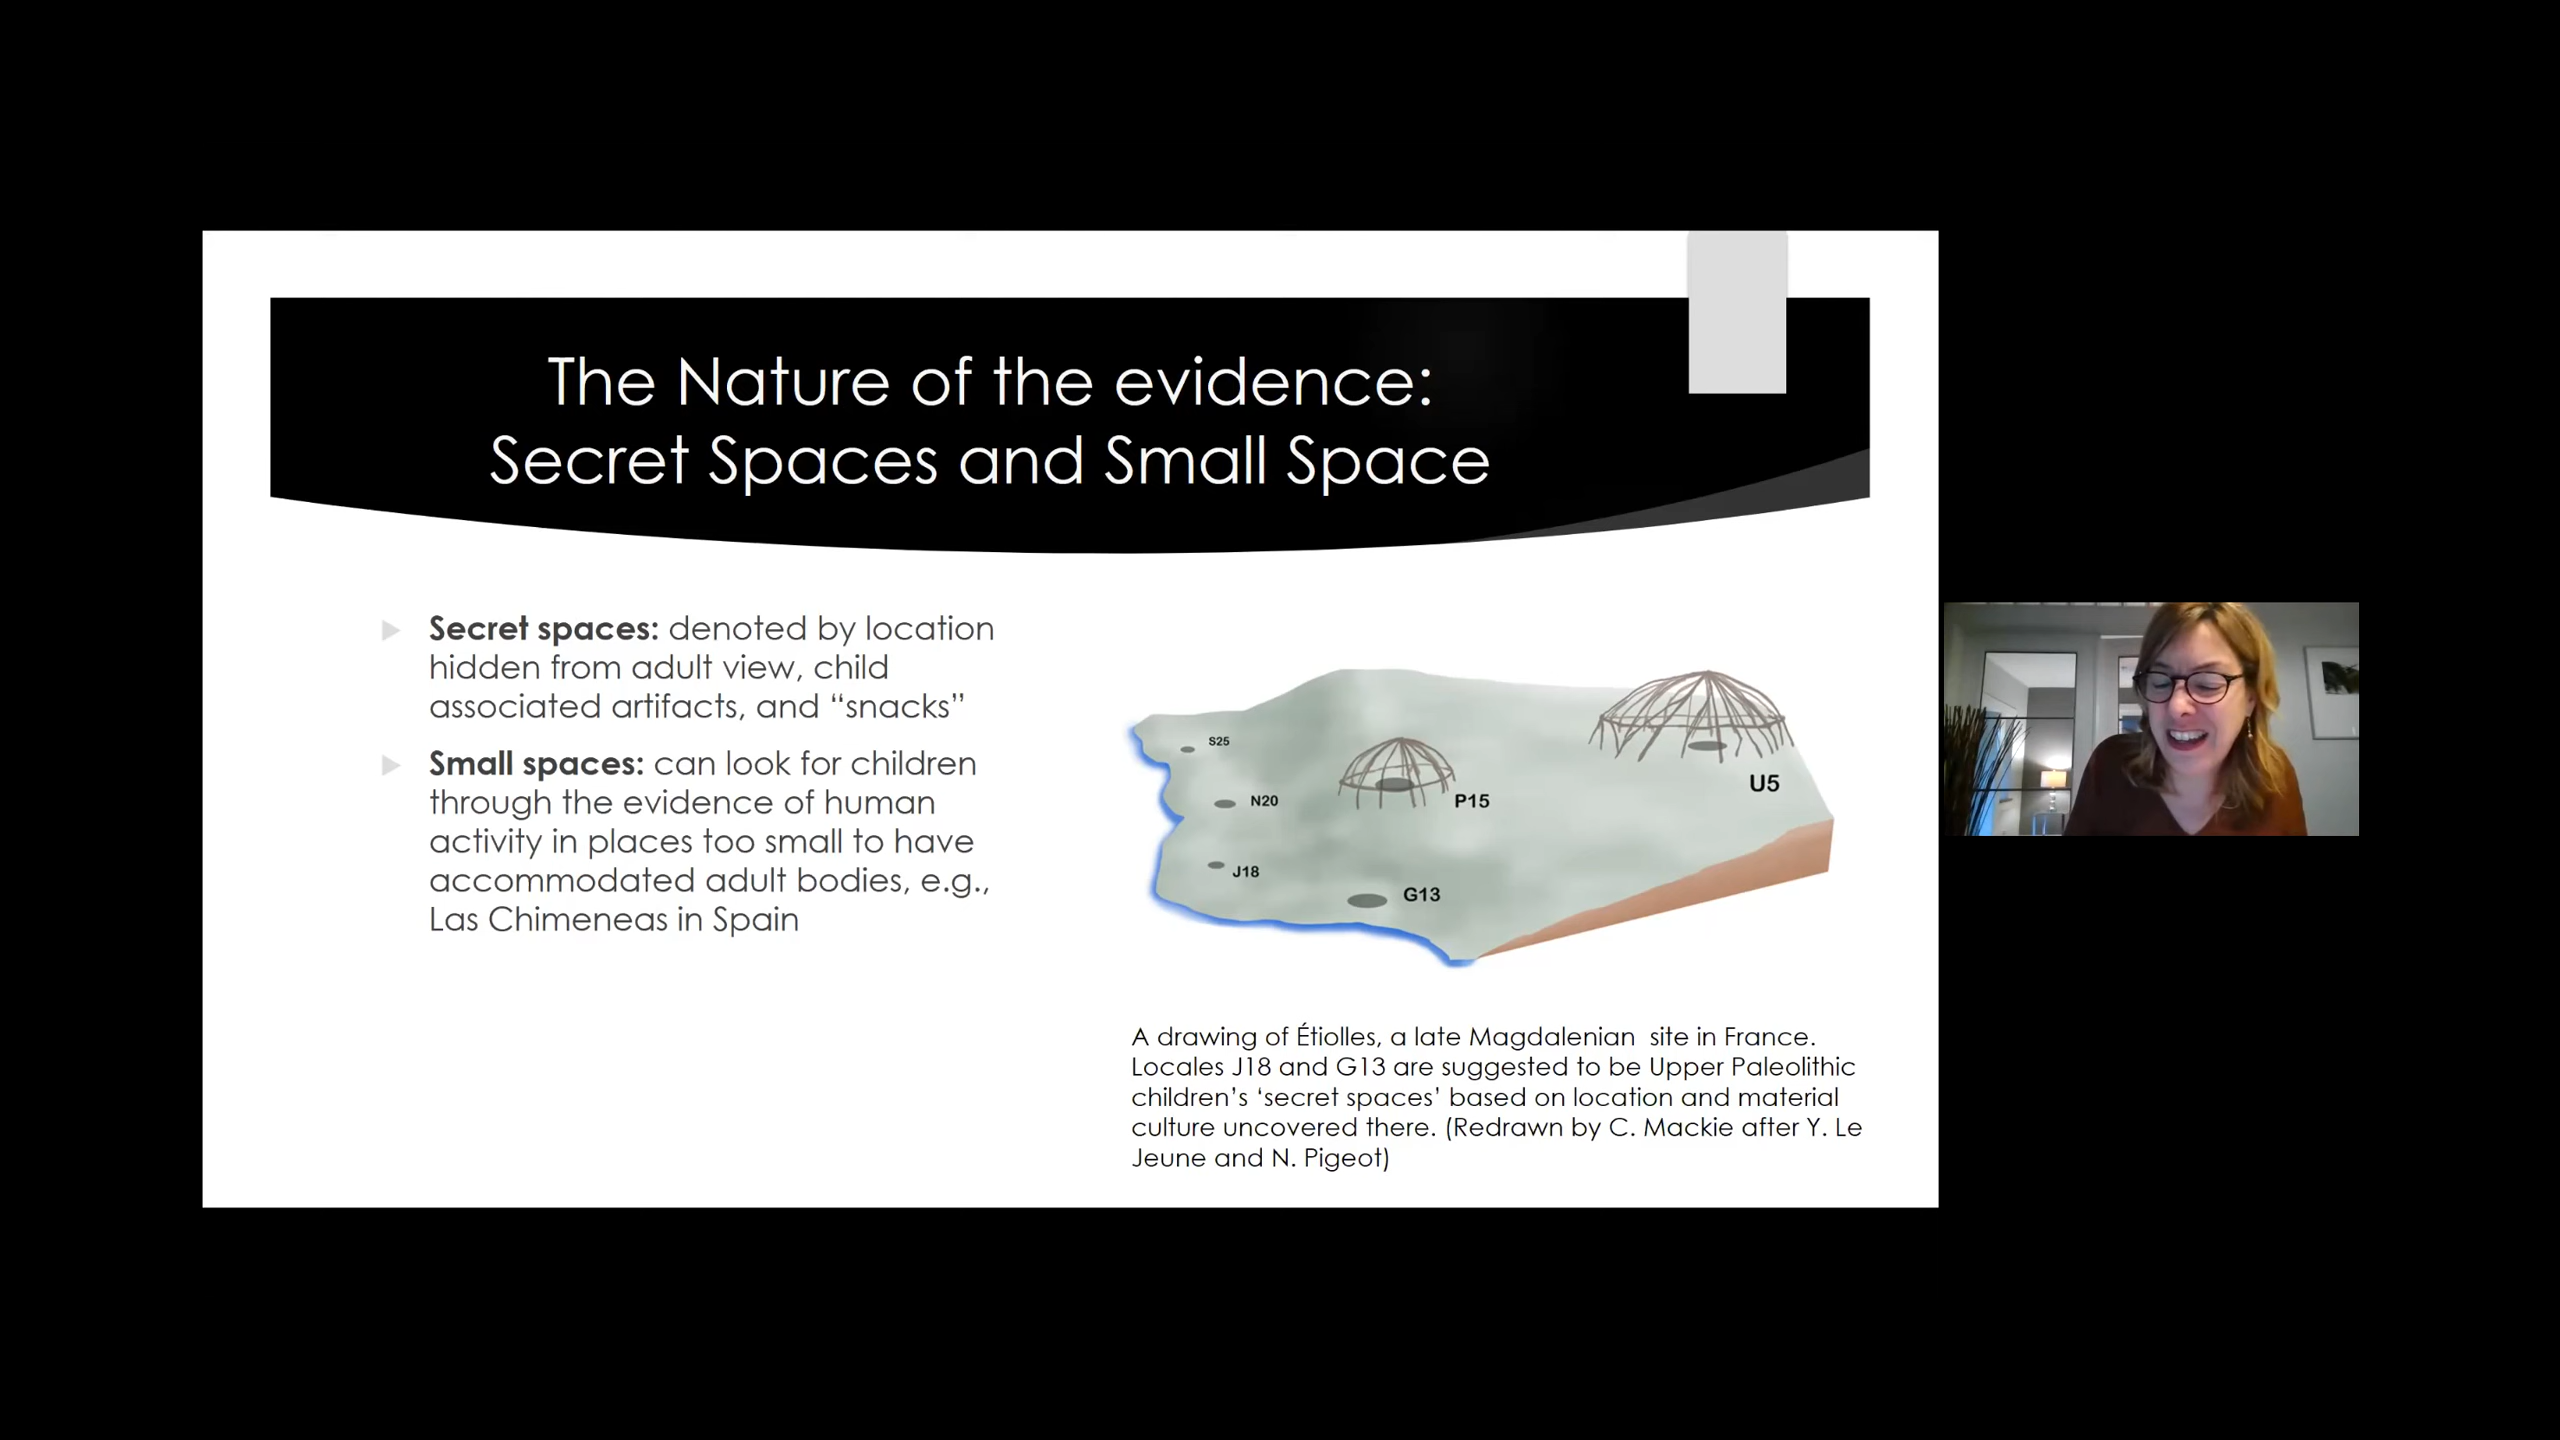 The Nature of the evidence:
Secret Spaces and Small Space
Secret spaces: denoted by location
hidden from adult view, child
associated artifacts, and “snacks”
Small spaces: can look for children
through the evidence of human
activity in places too small to have
accommodated adult bodies, e.g.,
Las Chimeneas in Spain
S25
N20
P15
U5
J18
G13
A drawing of Étiolles, a late Magdalenian site in France.
Locales J18 and G13 are suggested to be Upper Paleolithic
children’s ‘secret spaces’ based on location and material
culture uncovered there. (Redrawn by C. Mackie after Y. Le
Jeune and N. Pigeot)